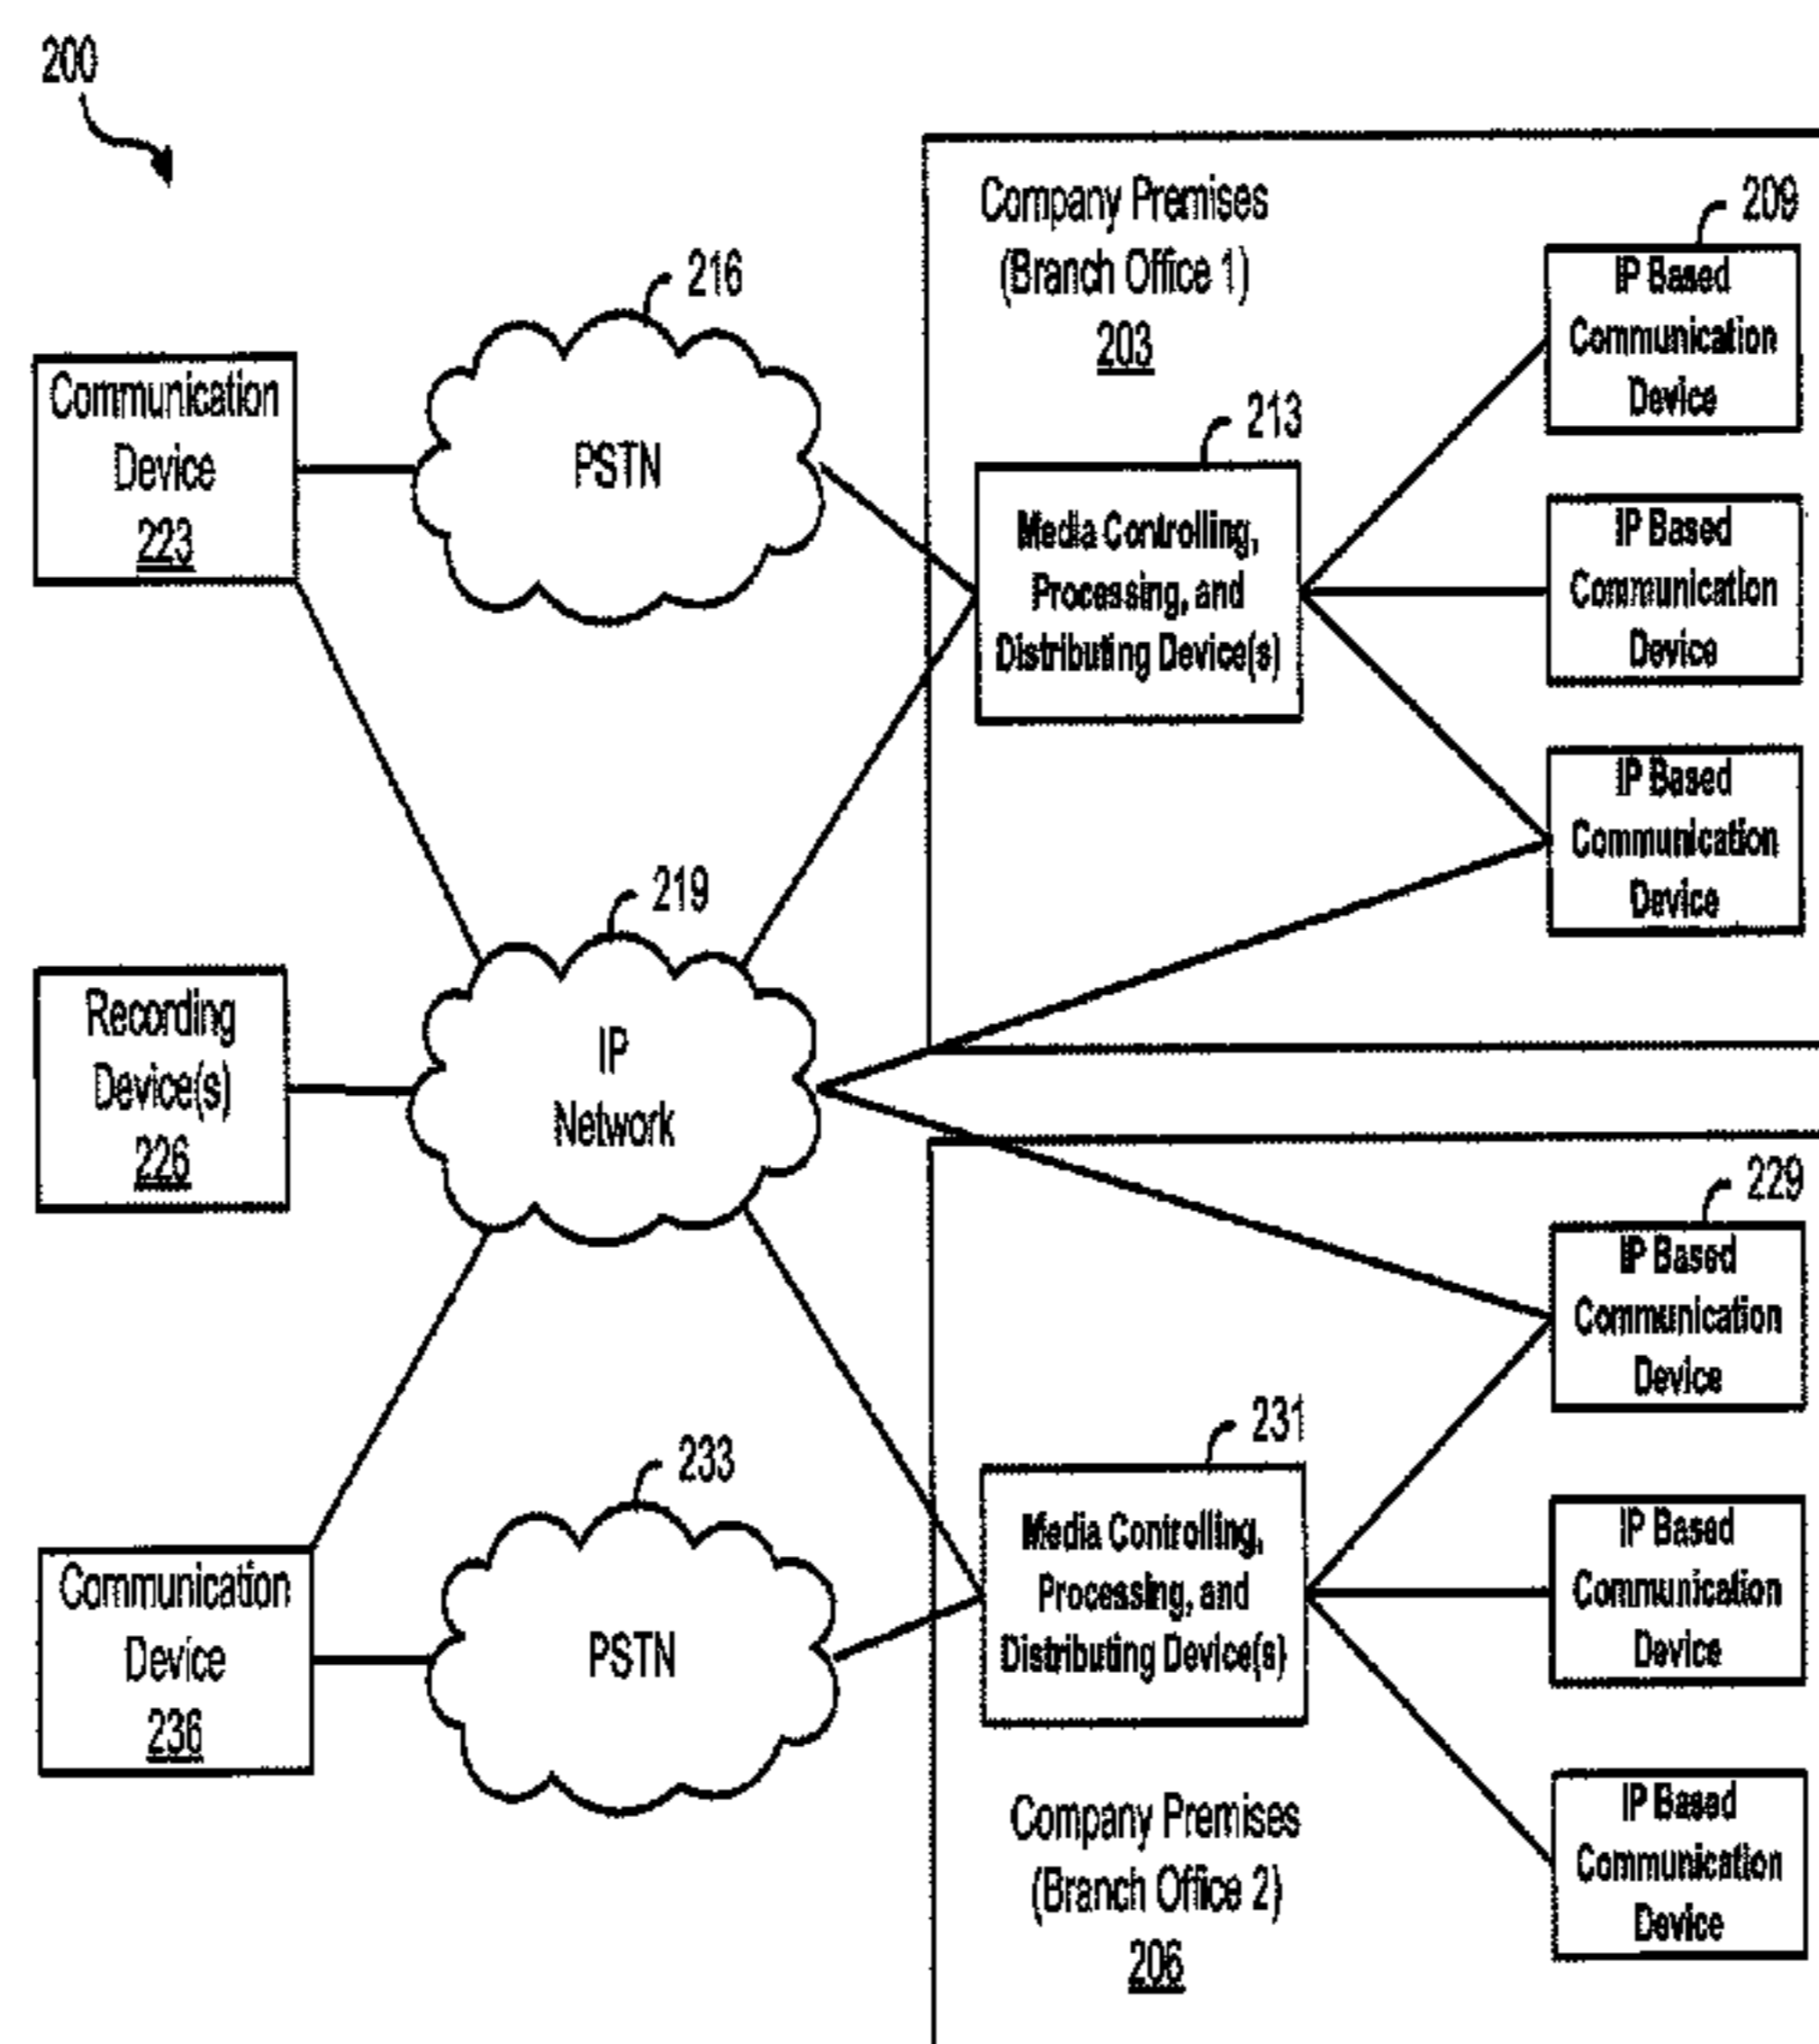 200
Company Premises
(Branch Office 1)
203
209
IP Based
Communication
Device
216
Communication
Device
223
PSTN
213
Media Controlling,
Processing, and
Distributing Device(s)
IP Based
Communication
Device
IP Based
Communication
Device
219
Recording
Device(s)
226
IP
Network
229
IP Based
Communication
Device
231
233
Communication
Device
236
PSTN
Media Controlling,
Processing, and
Distributing Device(s)
IP Based
Communication
Device
Company Premises
(Branch Office 2)
206
IP Based
Communication
Device